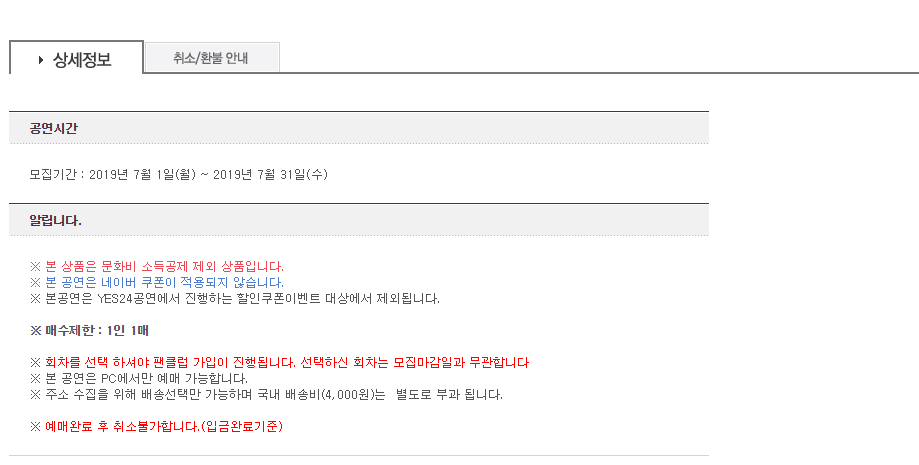 상세정보
취소/환불 안내
공연시간
모집기간 : 2019년 7월 1일(월) ~ 2019년 7월 31일(수)
알립니다.
※ 본 상품은 문화비 소득공제 제외 상품입니다.
※ 본 공연은 네이버 쿠폰이 적용되지 않습니다.
※ 본공연은 YES24공연에서 진행하는 할인쿠폰이벤트 대상에서 제외됩니다.
※ 매수제한 : 1인 1매
※ 회차를 선택 하셔야 팬클럽 가입이 진행됩니다. 선택하신 회차는 모집마감일과 무관합니다
※ 본 공연은 PC에서만 예매 가능합니다.
※ 주소 수집을 위해 배송선택만 가능하며 국내 배송비(4,000원)는 별도로 부과 됩니다.
※ 예매완료 후 취소불가합니다.(입금완료기준)